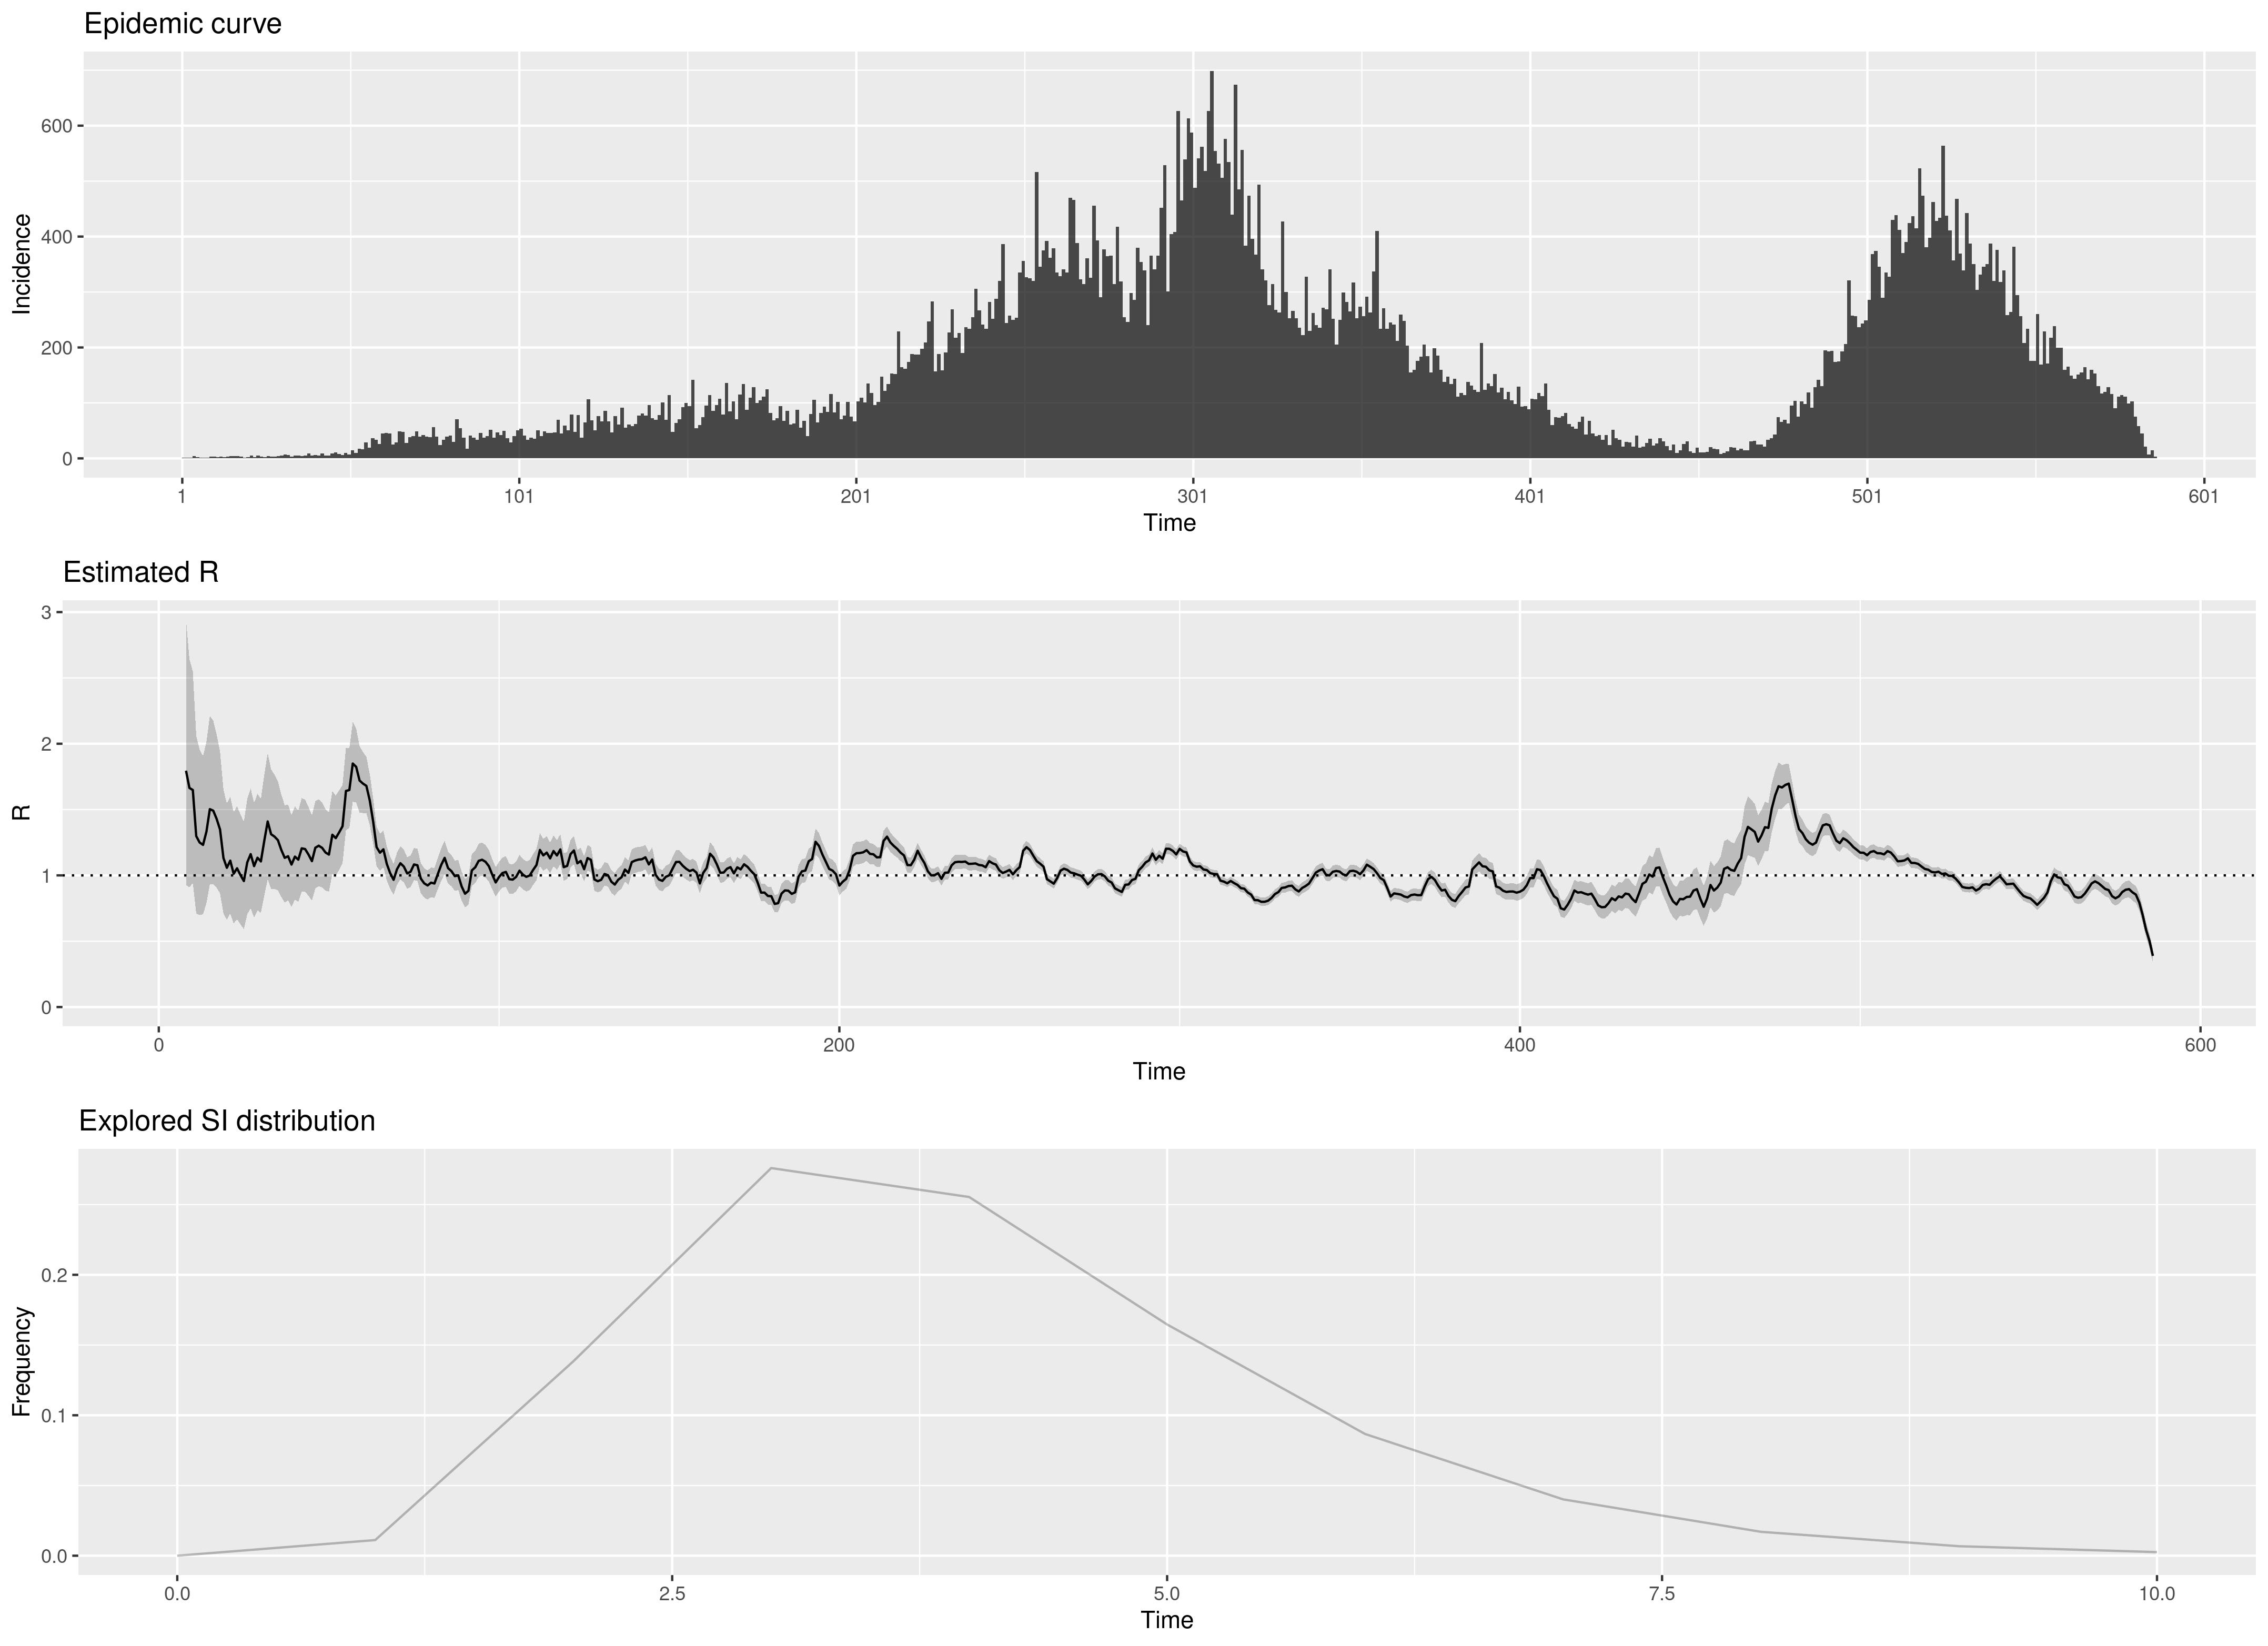 Epidemic curve
600
400
200
0
Incidence
1 101 201 301 401 501 601
Time
Estimated R
3
2
1
0
R
0 200 400 600
Time
Explored SI distribution
0.2
0.1
0.0
Frequency
0.0 2.5 5.0 7.5 10.0
Time